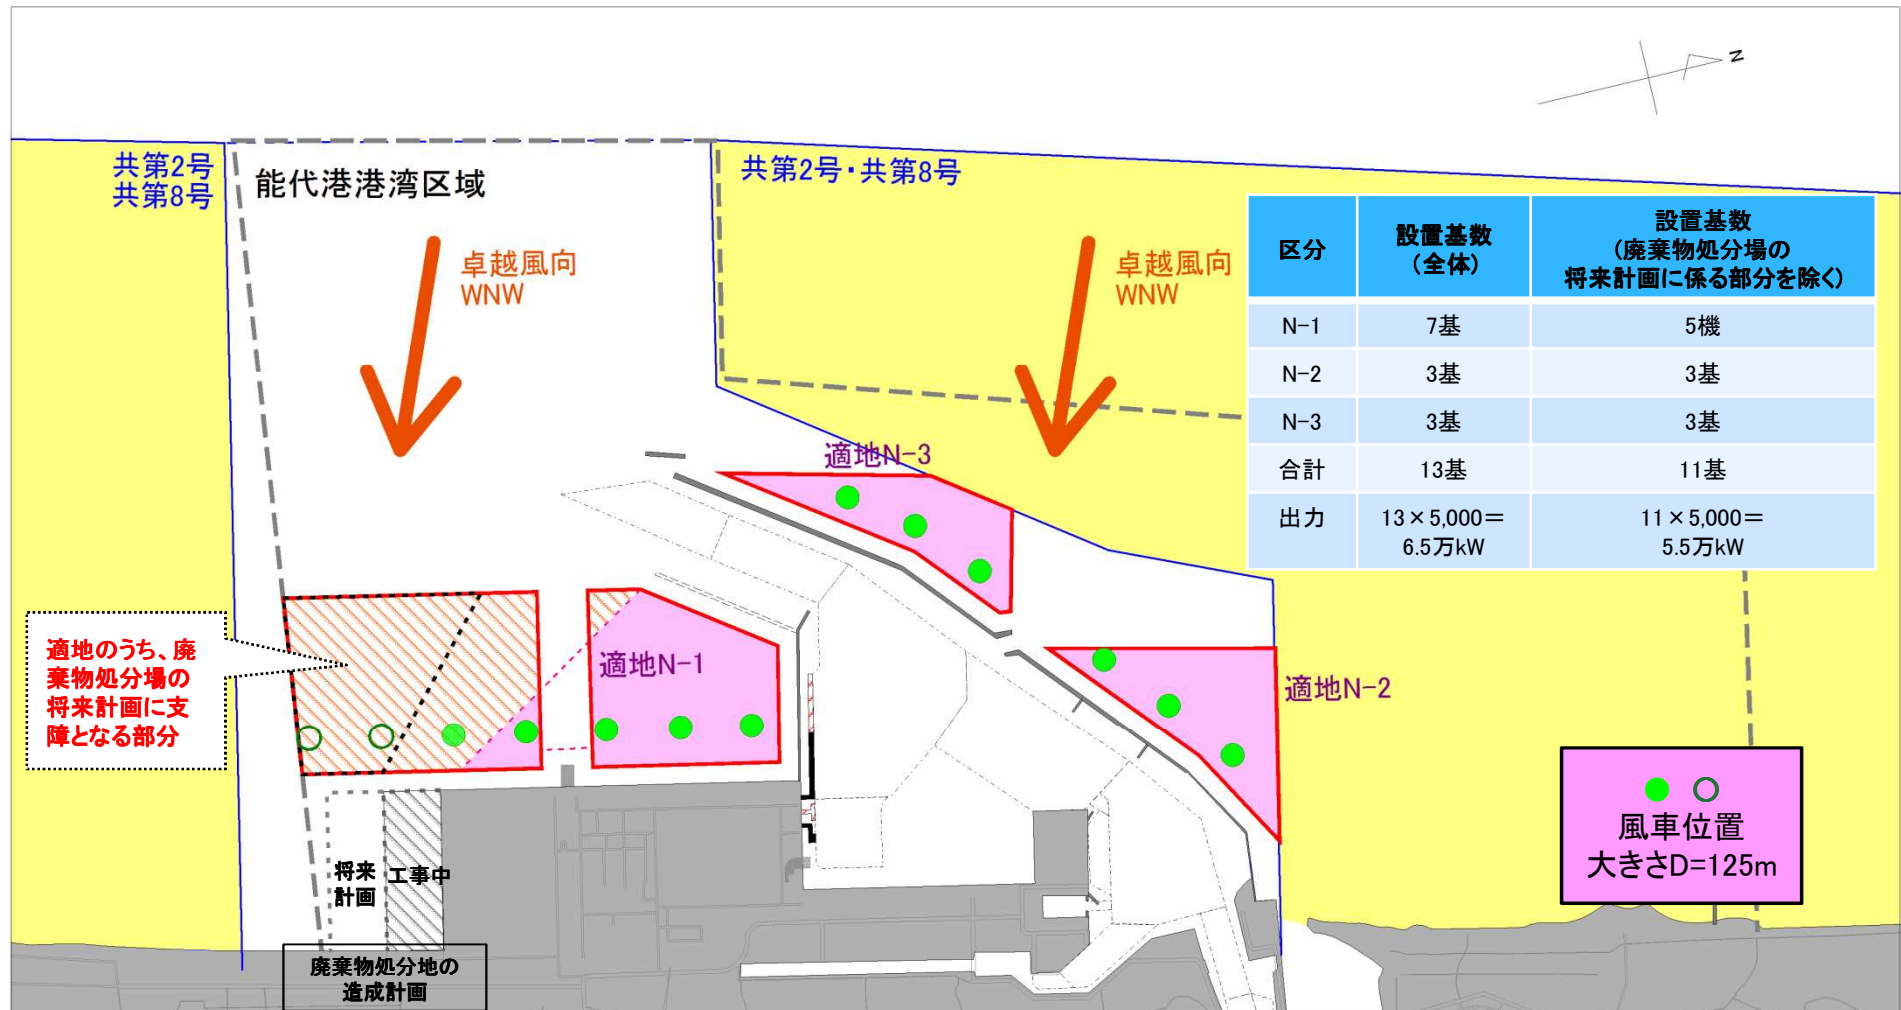 N
共第2号
共第8号
能代港港湾区域
共第2号・共第8号
卓越風向
WNW
卓越風向
WNW
区分
設置基数
（全体）
設置基数
（廃棄物処分場の
将来計画に係る部分を除く）
N-1
7基
5機
N-2
3基
3基
N-3
3基
3基
合計
13基
11基
出力
13×5,000＝
6.5万kW
11×5,000＝
5.5万kW
適地N-3
適地N-1
適地N-2
適地のうち、廃
棄物処分場の
将来計画に支
障となる部分
風車位置
大きさD=125m
将来
計画
工事中
廃棄物処分地の
造成計画